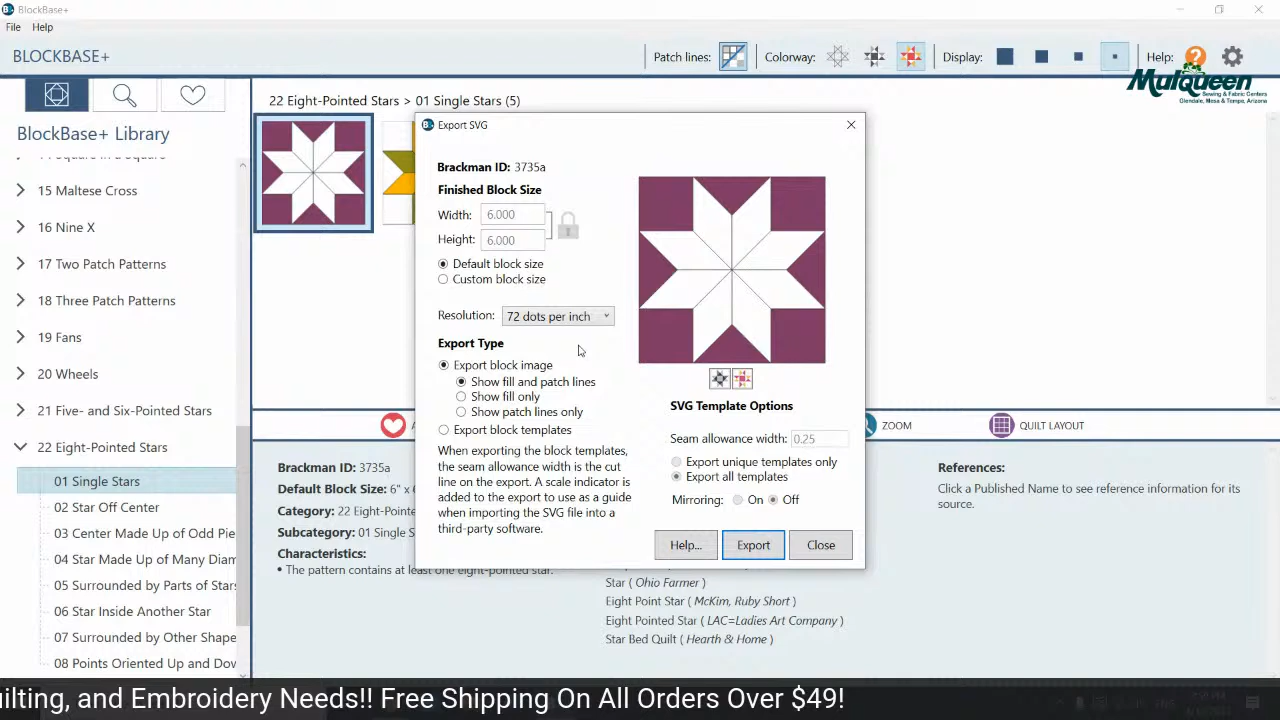 BlockBase+
File Help
BLOCKBASE+
Patch lines: Colorway: Display: Help:
Mulqueen
Sewing & Fabric Centers
Glendale, Mesa & Tempe, Arizona
22 Eight-Pointed Stars > 01 Single Stars (5)
BlockBase+ Library
15 Maltese Cross
16 Nine X
17 Two Patch Patterns
18 Three Patch Patterns
19 Fans
20 Wheels
21 Five- and Six-Pointed Stars
22 Eight-Pointed Stars
01 Single Stars
02 Star Off Center
03 Center Made Up of Odd Pie
04 Star Made Up of Many Diam
05 Surrounded by Parts of Stars
06 Star Inside Another Star
07 Surrounded by Other Shape
08 Points Oriented Up and Dow
Export SVG
Brackman ID: 3735a
Finished Block Size
Width: 6.000
Height: 6.000
Default block size
Custom block size
Resolution: 72 dots per inch
Export Type
Export block image
Show fill and patch lines
Show fill only
Show patch lines only
Export block templates
When exporting the block templates,
the seam allowance width is the cut
line on the export. A scale indicator is
added to the export to use as a guide
when importing the SVG file into a
third-party software.
SVG Template Options
Seam allowance width: 0.25
Export unique templates only
Export all templates
Mirroring: On Off
Help... Export Close
ZOOM
QUILT LAYOUT
Brackman ID: 3735a
Default Block Size: 6" x
Category: 22 Eight-Pointe
Subcategory: 01 Single S
Characteristics:
• The pattern contains at least one eight-pointed star.
Star ( Ohio Farmer )
Eight Point Star ( McKim, Ruby Short )
Eight Pointed Star ( LAC=Ladies Art Company )
Star Bed Quilt ( Hearth & Home )
References:
Click a Published Name to see reference information for its
source.
uilting, and Embroidery Needs!! Free Shipping On All Orders Over $49!